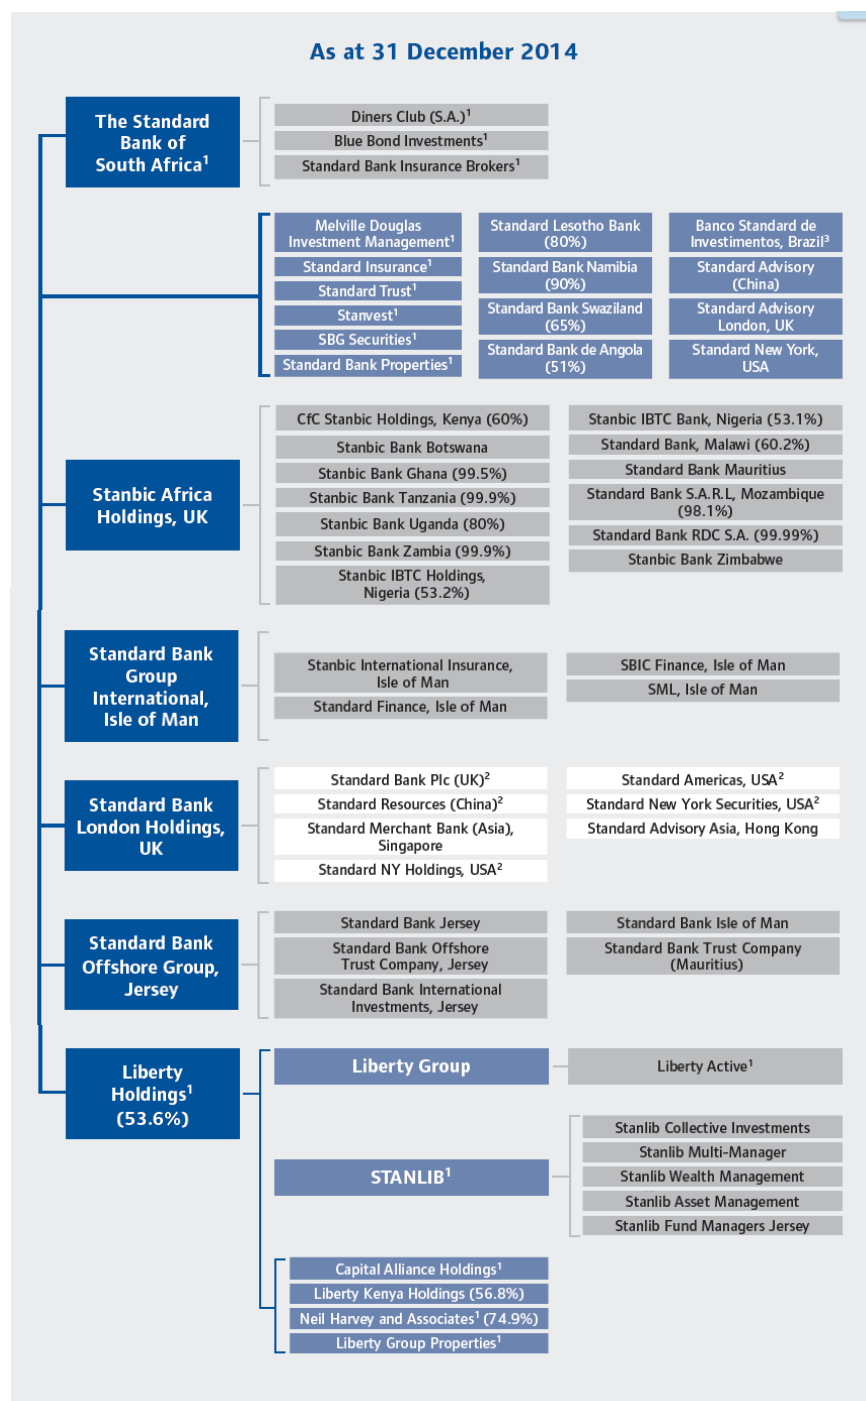 As at 31 December 2014
The Standard
Bank of
South Africa¹
Diners Club (S.A.)¹
Blue Bond Investments¹
Standard Bank Insurance Brokers¹
Melville Douglas
Investment Management¹
Standard Insurance¹
Standard Trust¹
Stanvest¹
SBG Securities¹
Standard Bank Properties¹
Standard Lesotho Bank
(80%)
Standard Bank Namibia
(90%)
Standard Bank Swaziland
(65%)
Standard Bank de Angola
(51%)
Banco Standard de
Investimentos, Brazil³
Standard Advisory
(China)
Standard Advisory
London, UK
Standard New York,
USA
Stanbic Africa
Holdings, UK
CfC Stanbic Holdings, Kenya (60%)
Stanbic Bank Botswana
Stanbic Bank Ghana (99.5%)
Stanbic Bank Tanzania (99.9%)
Stanbic Bank Uganda (80%)
Stanbic Bank Zambia (99.9%)
Stanbic IBTC Holdings,
Nigeria (53.2%)
Stanbic IBTC Bank, Nigeria (53.1%)
Standard Bank, Malawi (60.2%)
Standard Bank Mauritius
Standard Bank S.A.R.L, Mozambique
(98.1%)
Standard Bank RDC S.A. (99.99%)
Stanbic Bank Zimbabwe
Standard Bank
Group
International,
Isle of Man
Stanbic International Insurance,
Isle of Man
Standard Finance, Isle of Man
SBIC Finance, Isle of Man
SML, Isle of Man
Standard Bank
London Holdings,
UK
Standard Bank Plc (UK)²
Standard Resources (China)²
Standard Merchant Bank (Asia),
Singapore
Standard NY Holdings, USA²
Standard Americas, USA²
Standard New York Securities, USA²
Standard Advisory Asia, Hong Kong
Standard Bank
Offshore Group,
Jersey
Standard Bank Jersey
Standard Bank Offshore
Trust Company, Jersey
Standard Bank International
Investments, Jersey
Standard Bank Isle of Man
Standard Bank Trust Company
(Mauritius)
Liberty
Holdings¹
(53.6%)
Liberty Group
Liberty Active¹
STANLIB¹
Stanlib Collective Investments
Stanlib Multi-Manager
Stanlib Wealth Management
Stanlib Asset Management
Stanlib Fund Managers Jersey
Capital Alliance Holdings¹
Liberty Kenya Holdings (56.8%)
Neil Harvey and Associates¹ (74.9%)
Liberty Group Properties¹